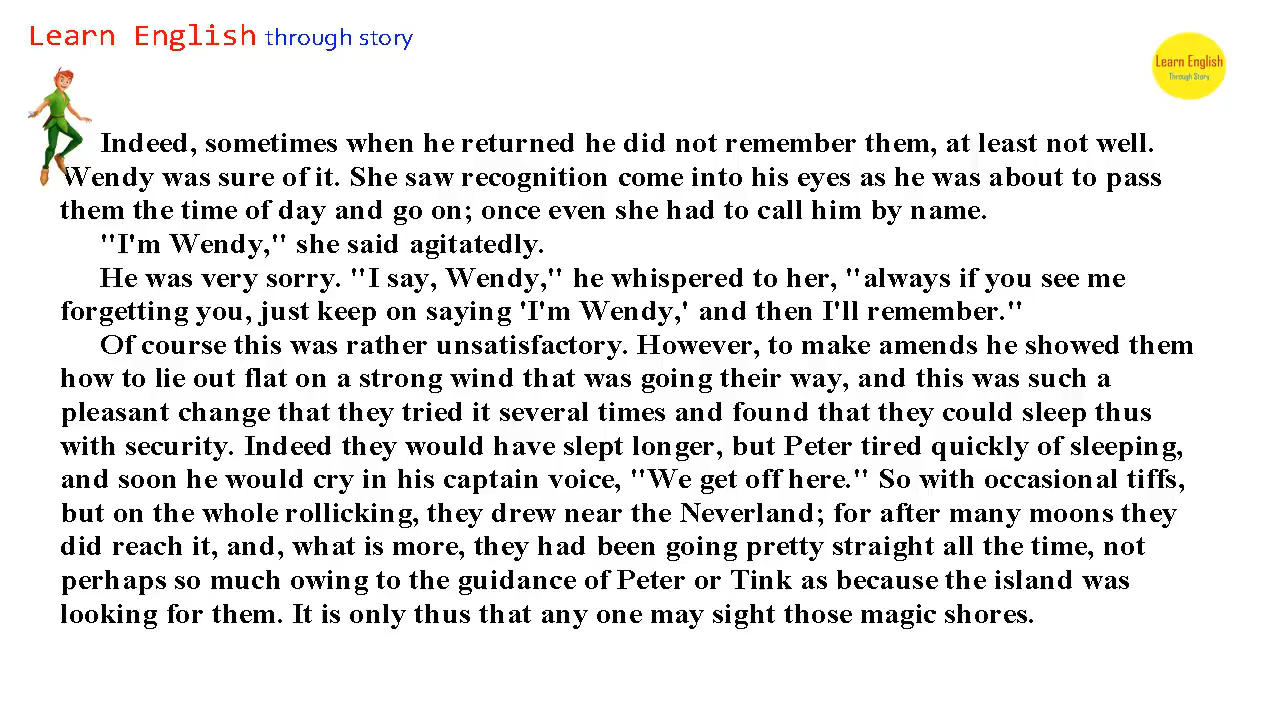 Learn English through story
Learn English
Through Story
Indeed, sometimes when he returned he did not remember them, at least not well.
Wendy was sure of it. She saw recognition come into his eyes as he was about to pass
them the time of day and go on; once even she had to call him by name.
"I'm Wendy," she said agitatedly.
He was very sorry. "I say, Wendy," he whispered to her, "always if you see me
forgetting you, just keep on saying 'I'm Wendy,' and then I'll remember."
Of course this was rather unsatisfactory. However, to make amends he showed them
how to lie out flat on a strong wind that was going their way, and this was such a
pleasant change that they tried it several times and found that they could sleep thus
with security. Indeed they would have slept longer, but Peter tired quickly of sleeping,
and soon he would cry in his captain voice, "We get off here." So with occasional tiffs,
but on the whole rollicking, they drew near the Neverland; for after many moons they
did reach it, and, what is more, they had been going pretty straight all the time, not
perhaps so much owing to the guidance of Peter or Tink as because the island was
looking for them. It is only thus that any one may sight those magic shores.